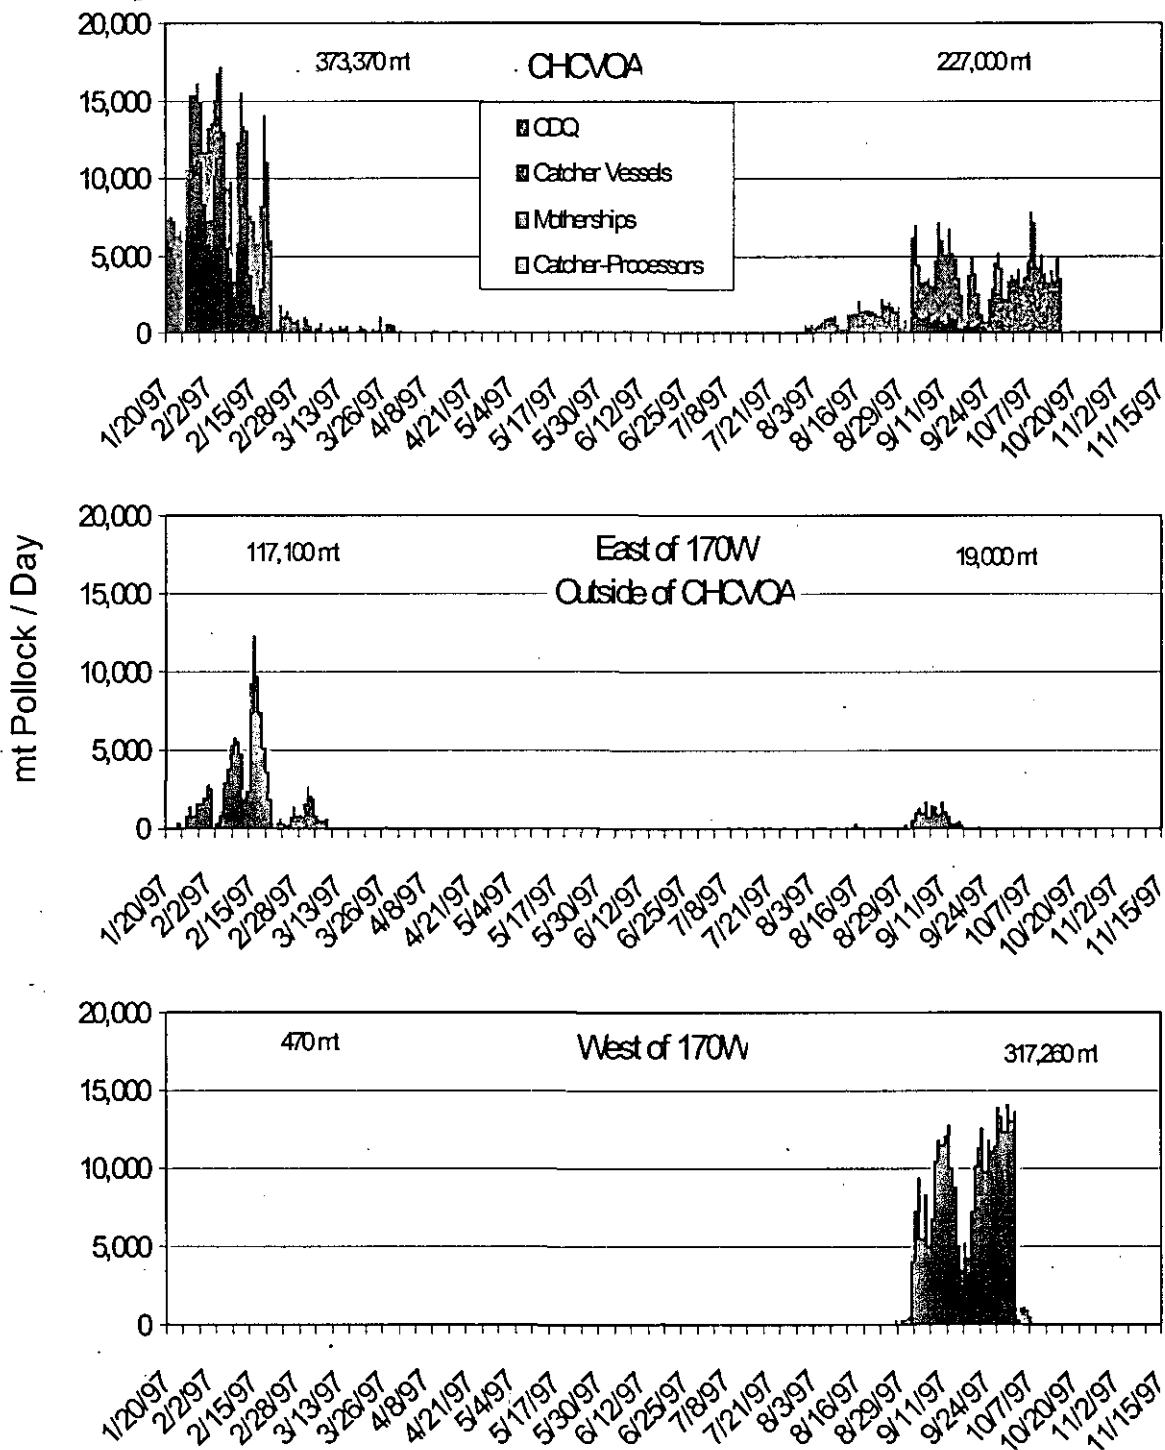 20,000
373,370 mt
CHCVOA
227,000 mt
15,000
CDQ
Catcher Vessels
10,000
Motherships
5,000
Catcher-Processors
0
1/20/97 2/2/97 2/15/97 2/28/97 3/13/97 3/26/97 4/8/97 4/21/97 5/4/97 5/17/97 5/30/97 6/12/97 6/25/97 7/8/97 7/21/97 8/3/97 8/16/97 8/29/97 9/11/97 9/24/97 10/7/97 10/20/97 11/2/97 11/15/97
mt Pollock / Day
20,000
117,100 mt
East of 170W
19,000 mt
15,000
Outside of CHCVOA
10,000
5,000
0
1/20/97 2/2/97 2/15/97 2/28/97 3/13/97 3/26/97 4/8/97 4/21/97 5/4/97 5/17/97 5/30/97 6/12/97 6/25/97 7/8/97 7/21/97 8/3/97 8/16/97 8/29/97 9/11/97 9/24/97 10/7/97 10/20/97 11/2/97 11/15/97
20,000
470 mt
West of 170W
317,260 mt
15,000
10,000
5,000
0
1/20/97 2/2/97 2/15/97 2/28/97 3/13/97 3/26/97 4/8/97 4/21/97 5/4/97 5/17/97 5/30/97 6/12/97 6/25/97 7/8/97 7/21/97 8/3/97 8/16/97 8/29/97 9/11/97 9/24/97 10/7/97 10/20/97 11/2/97 11/15/97